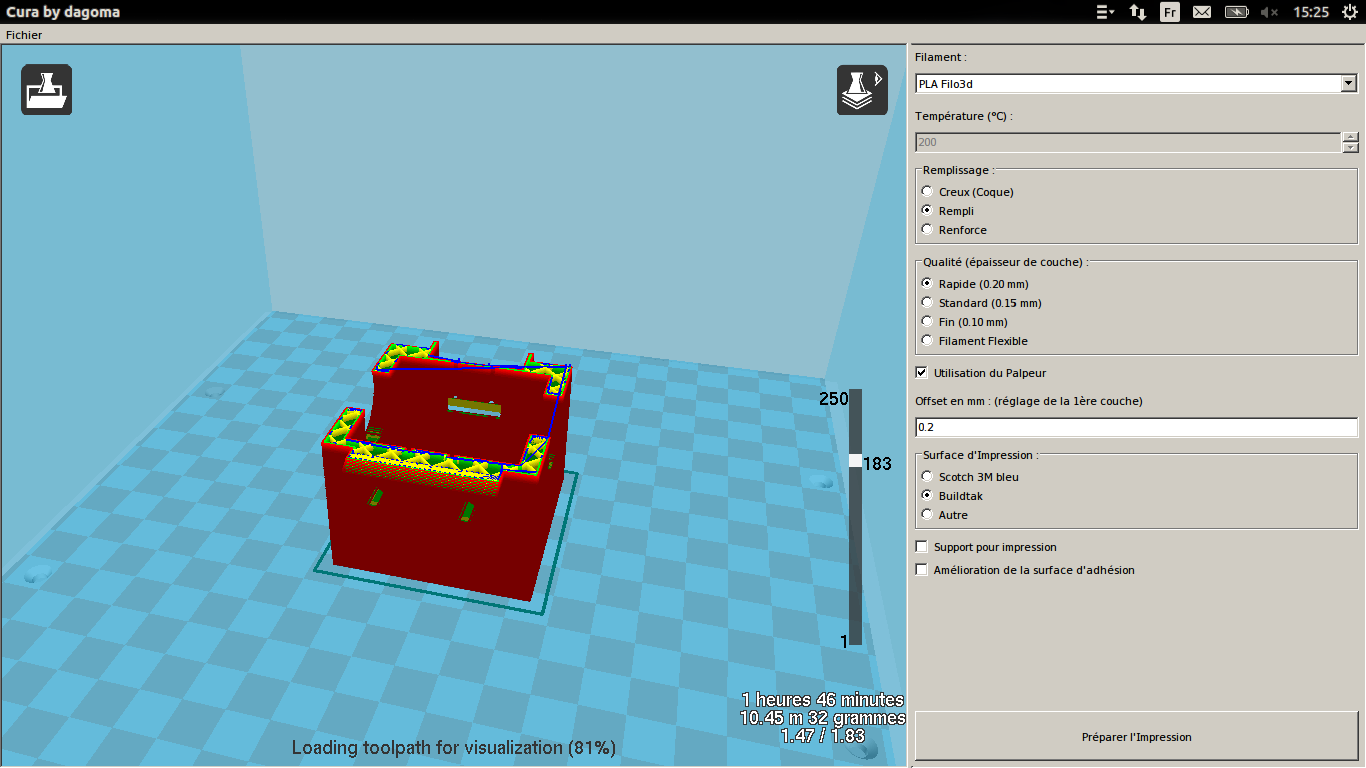 Cura by dagoma
Fr
15:25
Fichier
Filament :
PLA Filo3d
Température (°C) :
200
Remplissage :
Creux (Coque)
Rempli
Renforce
Qualité (épaisseur de couche) :
Rapide (0.20 mm)
Standard (0.15 mm)
Fin (0.10 mm)
Filament Flexible
Utilisation du Palpeur
Offset en mm : (réglage de la 1ère couche)
0.2
Surface d'Impression :
Scotch 3M bleu
Buildtak
Autre
Support pour impression
Amélioration de la surface d'adhésion
Préparer l'Impression
250
183
1
1 heures 46 minutes
10.45 m 32 grammes
1.47 / 1.83
Loading toolpath for visualization (81%)